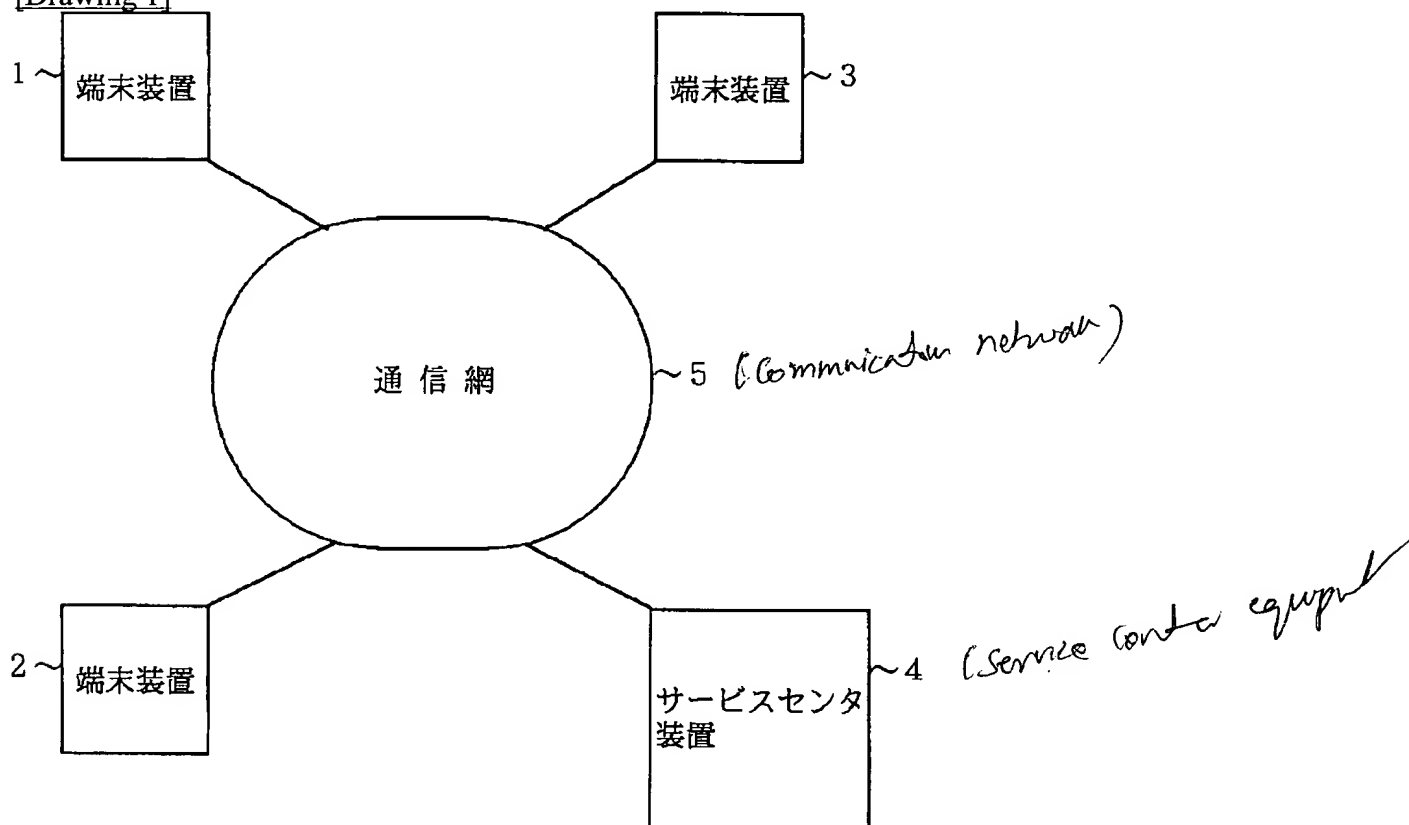 [Drawing 1]
1 端末装置
端末装置 3
通信網
5 (Communication network)
2 端末装置
サービスセンタ
装置
4 (Service center equipmt